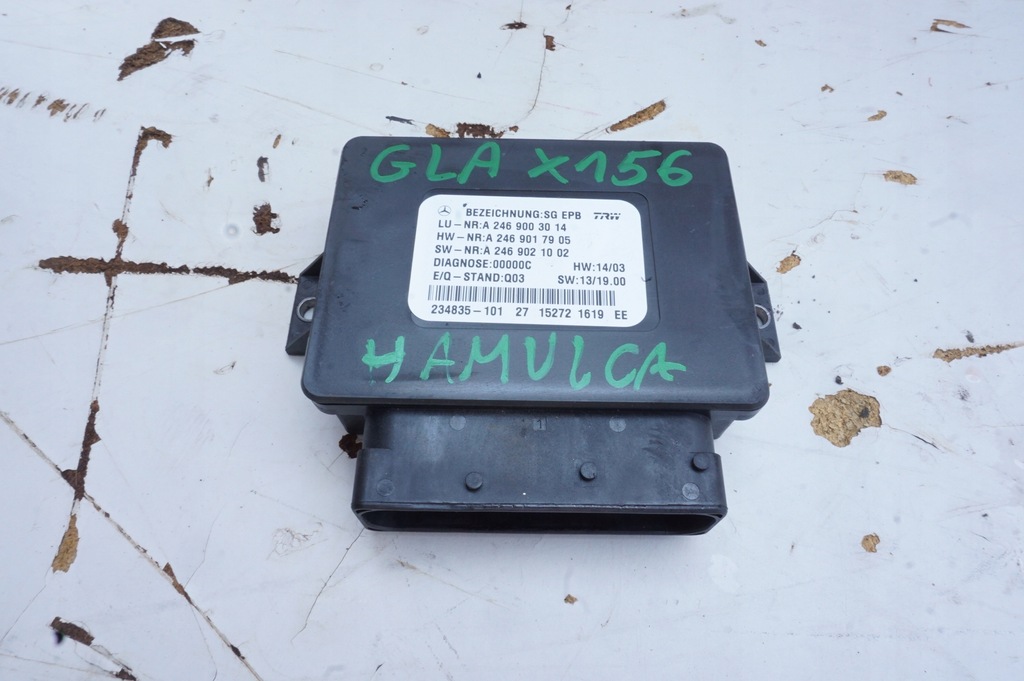 GLA X156
BEZEICHNUNG:SG EPB TRW
LU-NR:A 246 900 30 14
HW-NR:A 246 901 79 05
SW-NR:A 246 902 10 02
DIAGNOSE:00000C HW:14/03
E/Q-STAND:Q03 SW:13/19.00
234835-101 27 15272 1619 EE
HAMULCA
1